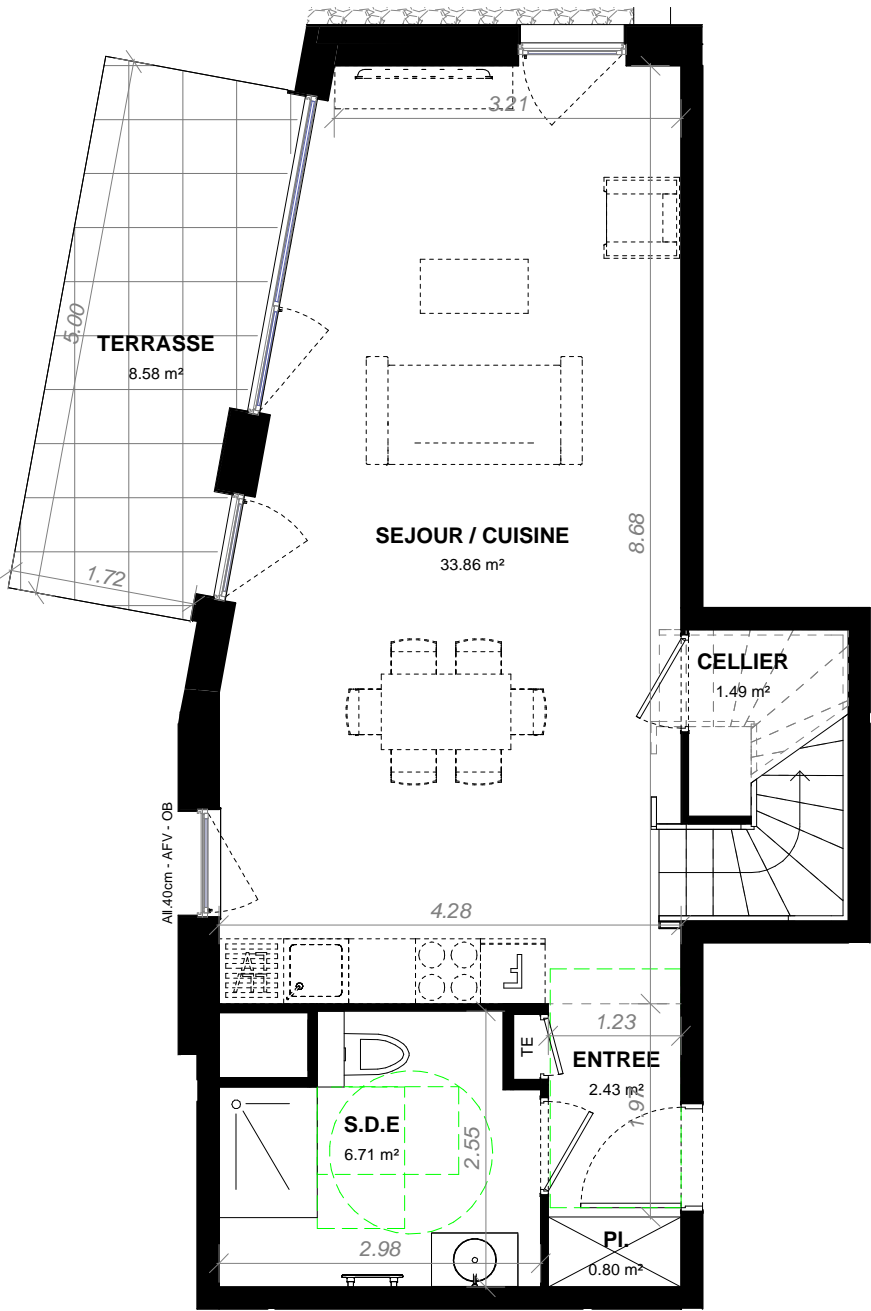 3.21
5.00
TERRASSE
8.58 m²
SEJOUR / CUISINE
33.86 m²
8.68
1.72
CELLIER
1.49 m²
All.40cm - AFV - OB
4.28
LF
TE
1.23
ENTREE
2.43 m²
1.97
S.D.E
6.71 m²
2.55
2.98
Pl.
0.80 m²